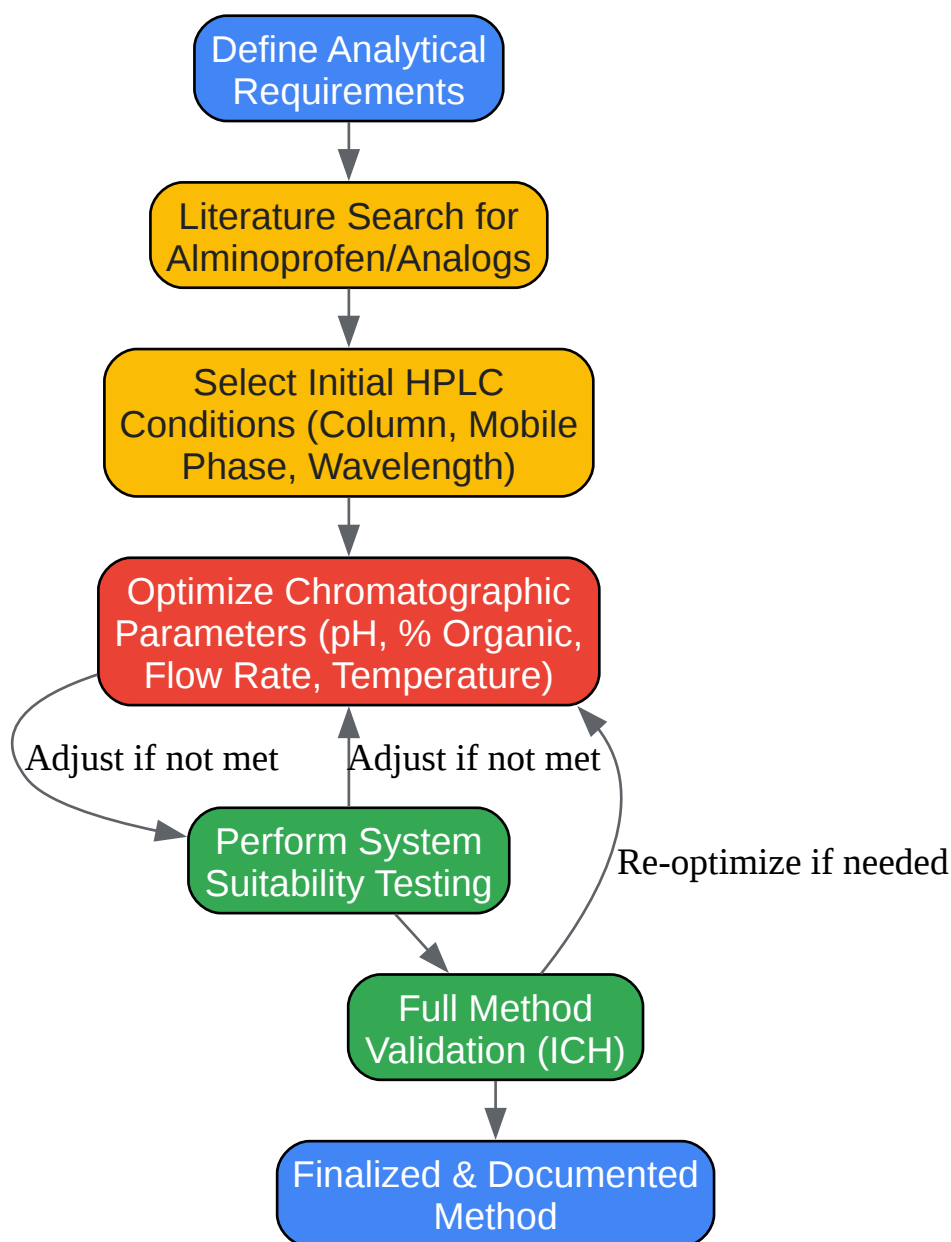 Define Analytical
Requirements
Literature Search for
Alminoprofen/Analogs
Select Initial HPLC
Conditions (Column, Mobile
Phase, Wavelength)
Optimize Chromatographic
Parameters (pH, % Organic,
Flow Rate, Temperature)
Adjust if not met
Adjust if not met
Perform System
Suitability Testing
Re-optimize if needed
Full Method
Validation (ICH)
Finalized & Documented
Method